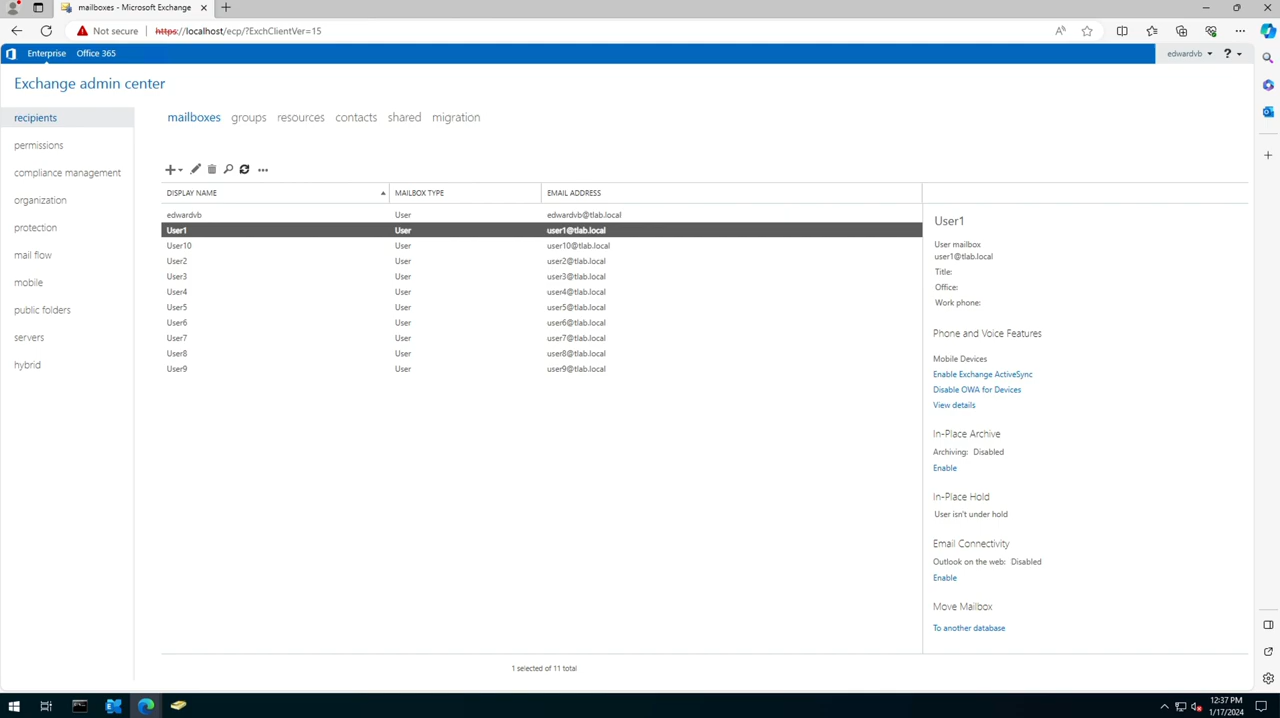 mailboxes - Microsoft Exchange
Not secure
https://localhost/ecp/?ExchClientVer=15
Enterprise Office 365
edwardvb ?
Exchange admin center
recipients
permissions
compliance management
organization
protection
mail flow
mobile
public folders
servers
hybrid
mailboxes groups resources contacts shared migration
DISPLAY NAME MAILBOX TYPE EMAIL ADDRESS
edwardvb User edwardvb@tlab.local
User1 User user1@tlab.local
User10 User user10@tlab.local
User2 User user2@tlab.local
User3 User user3@tlab.local
User4 User user4@tlab.local
User5 User user5@tlab.local
User6 User user6@tlab.local
User7 User user7@tlab.local
User8 User user8@tlab.local
User9 User user9@tlab.local
1 selected of 11 total
User1
User mailbox
user1@tlab.local
Title:
Office:
Work phone:
Phone and Voice Features
Mobile Devices
Enable Exchange ActiveSync
Disable OWA for Devices
View details
In-Place Archive
Archiving: Disabled
Enable
In-Place Hold
User isn't under hold
Email Connectivity
Outlook on the web: Disabled
Enable
Move Mailbox
To another database
12:37 PM
1/17/2024